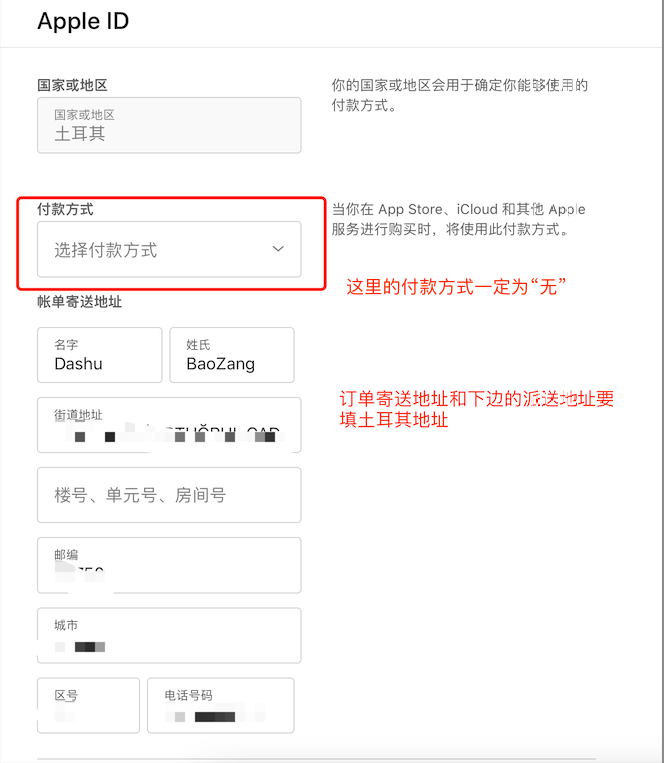 Apple ID
国家或地区
国家或地区
土耳其
你的国家或地区会用于确定你能够使用的
付款方式。
付款方式
选择付款方式
当你在 App Store、iCloud 和其他 Apple
服务进行购买时，将使用此付款方式。
这里的付款方式一定为“无”
帐单寄送地址
名字
Dashu
姓氏
BaoZang
订单寄送地址和下边的派送地址要
填土耳其地址
街道地址
楼号、单元号、房间号
邮编
城市
区号
电话号码